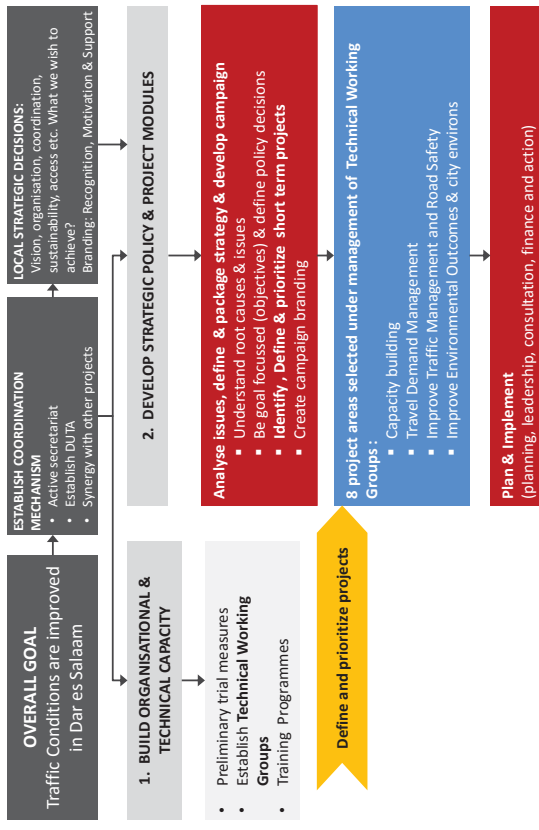 OVERALL GOAL
Traffic Conditions are improved
in Dar es Salaam
ESTABLISH COORDINATION
MECHANISM
• Active secretariat
• Establish DUTA
• Synergy with other projects
LOCAL STRATEGIC DECISIONS:
Vision, organisation, coordination,
sustainability, access etc. What we wish to
achieve?
Branding: Recognition, Motivation & Support
1. BUILD ORGANISATIONAL &
TECHNICAL CAPACITY
2. DEVELOP STRATEGIC POLICY & PROJECT MODULES
• Preliminary trial measures
• Establish Technical Working
Groups
• Training Programmes
Analyse issues, define & package strategy & develop campaign
▪ Understand root causes & issues
▪ Be goal focussed (objectives) & define policy decisions
▪ Identify , Define & prioritize short term projects
▪ Create campaign branding
Define and prioritize projects
8 project areas selected under management of Technical Working
Groups :
▪ Capacity building
▪ Travel Demand Management
▪ Improve Traffic Management and Road Safety
▪ Improve Environmental Outcomes & city environs
Plan & Implement
(planning, leadership, consultation, finance and action)